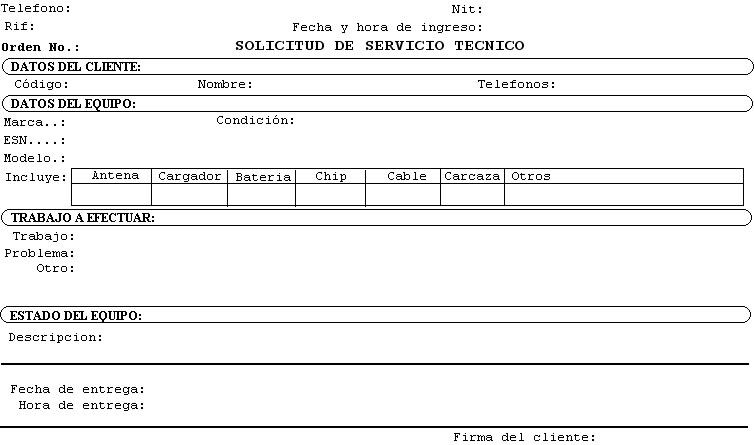 Telefono: Nit:
Rif: Fecha y hora de ingreso:
Orden No.: SOLICITUD DE SERVICIO TECNICO
DATOS DEL CLIENTE:
Código: Nombre: Telefonos:
DATOS DEL EQUIPO:
Marca..: Condición:
ESN....:
Modelo.:
Incluye: Antena Cargador Bateria Chip Cable Carcaza Otros
TRABAJO A EFECTUAR:
Trabajo:
Problema:
Otro:
ESTADO DEL EQUIPO:
Descripcion:
Fecha de entrega:
Hora de entrega:
Firma del cliente: